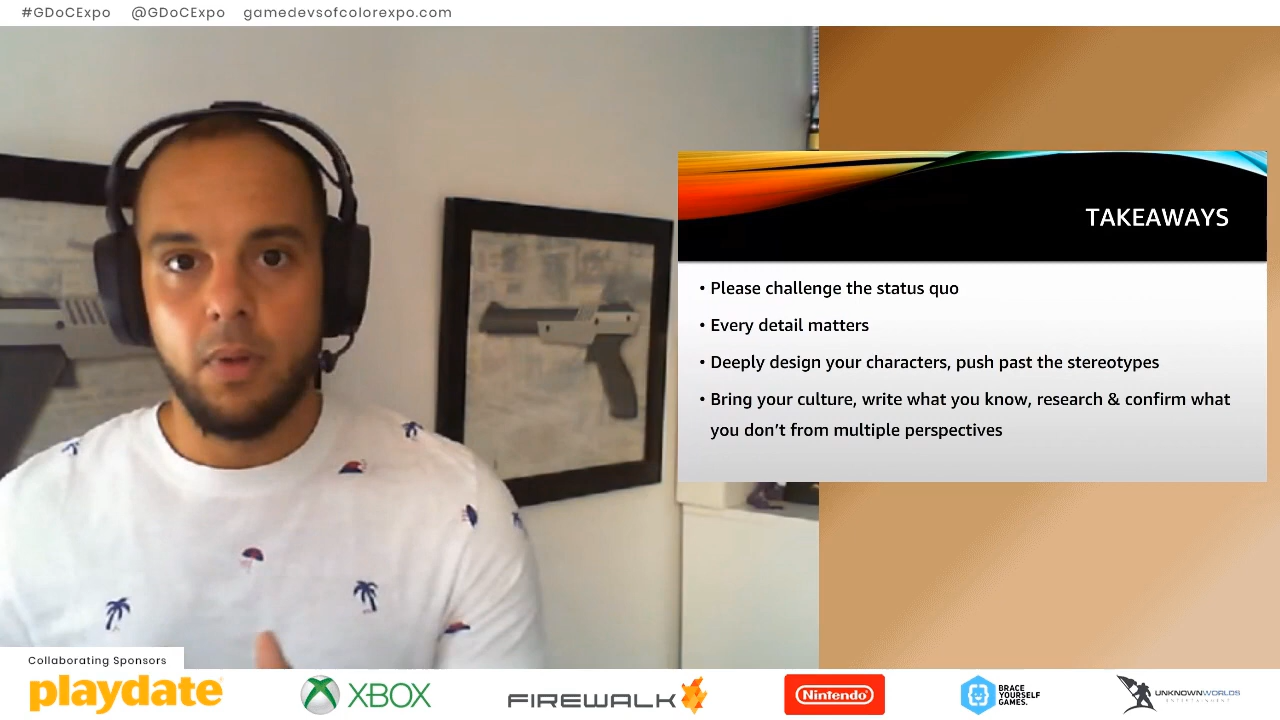 #GDoCExpo @GDoCExpo gamedevsofcolorexpo.com
TAKEAWAYS
• Please challenge the status quo
• Every detail matters
• Deeply design your characters, push past the stereotypes
• Bring your culture, write what you know, research & confirm what
you don't from multiple perspectives
Collaborating Sponsors
playdate
XBOX
FIREWALK
Nintendo
BRACE
YOURSELF
GAMES.
UNKNOWNWORLDS
ENTERTAINMENT